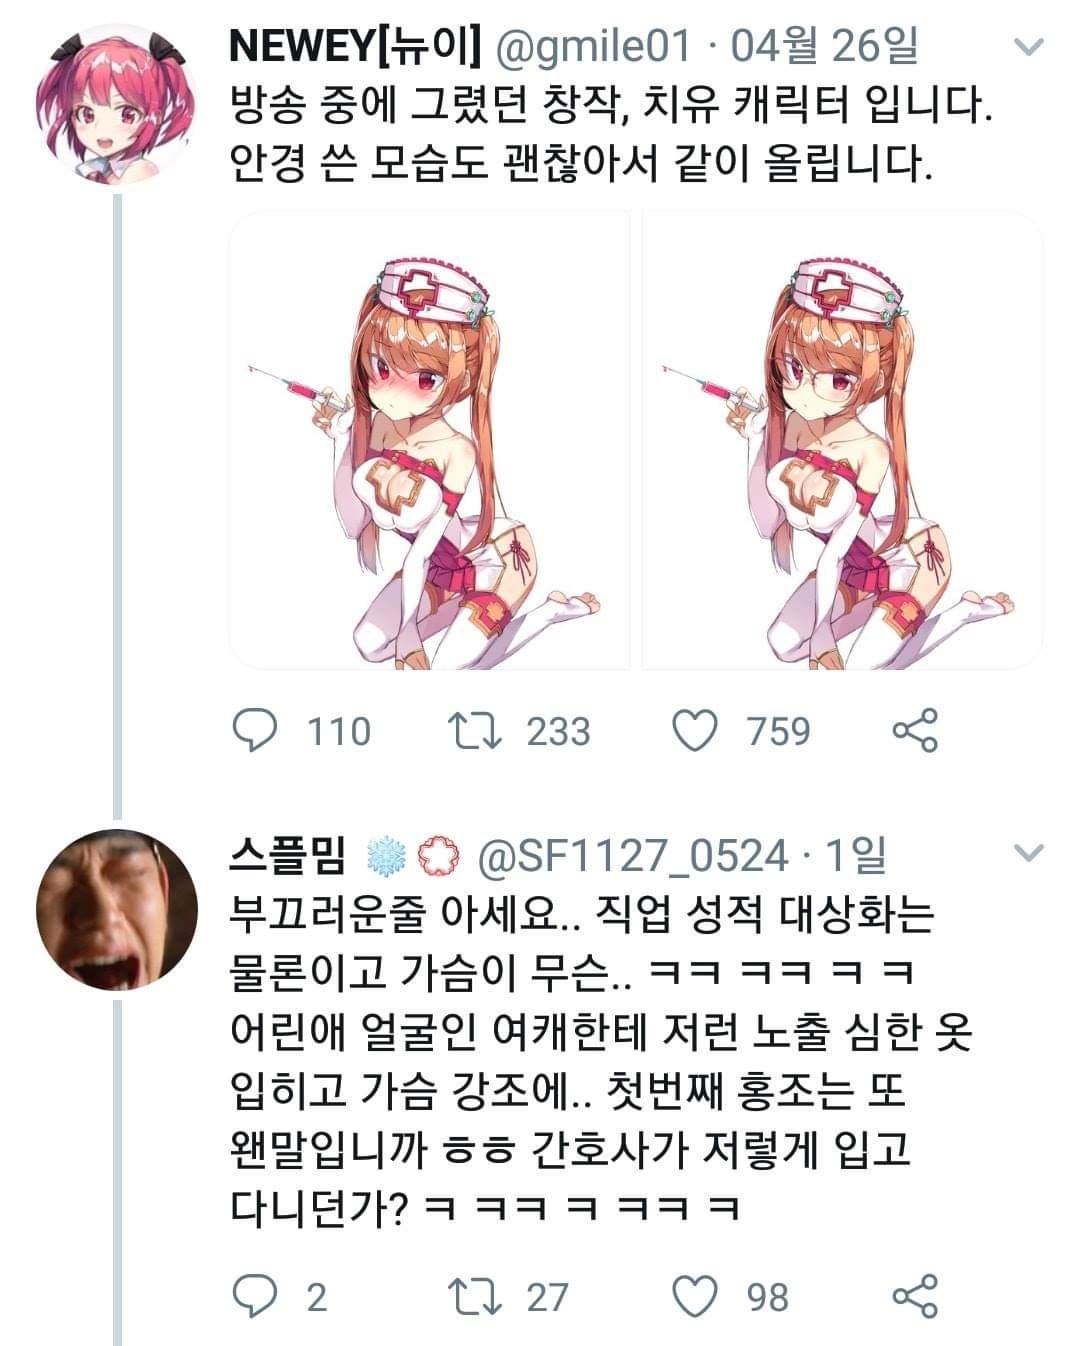 NEWEY[뉴이] @gmile01 · 04월 26일
방송 중에 그렸던 창작, 치유 캐릭터 입니다.
안경 쓴 모습도 괜찮아서 같이 올립니다.
110 233 759
스플밈 @SF1127_0524 · 1일
부끄러운줄 아세요.. 직업 성적 대상화는
물론이고 가슴이 무슨.. ㅋㅋ ㅋㅋ ㅋ ㅋ
어린애 얼굴인 여캐한테 저런 노출 심한 옷
입히고 가슴 강조에.. 첫번째 홍조는 또
왠말입니까 ㅎㅎ 간호사가 저렇게 입고
다니던가? ㅋ ㅋㅋ ㅋ ㅋㅋ ㅋ
2 27 98